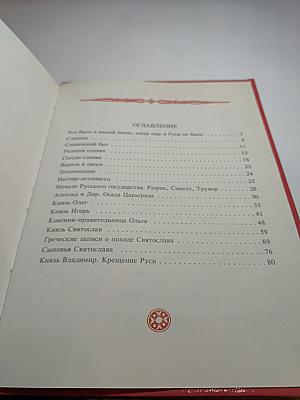 ОГЛАВЛЕНИЕ
Что было в нашей земле, когда еще и Руси не было 7
Славяне 9
Славянский быт 11
Религия славян 12
Соседи славян 16
Варяги и греки 22
Летописание 24
Нестор-летописец 25
Начало Русского государства. Рюрик, Синеус, Трувор 28
Аскольд и Дир. Осада Царьграда 30
Князь Олег 33
Князь Игорь 41
Княгиня-правительница Ольга 48
Князь Святослав 59
Греческие записи о походе Святослава 69
Сыновья Святослава 76
Князь Владимир. Крещение Руси 80